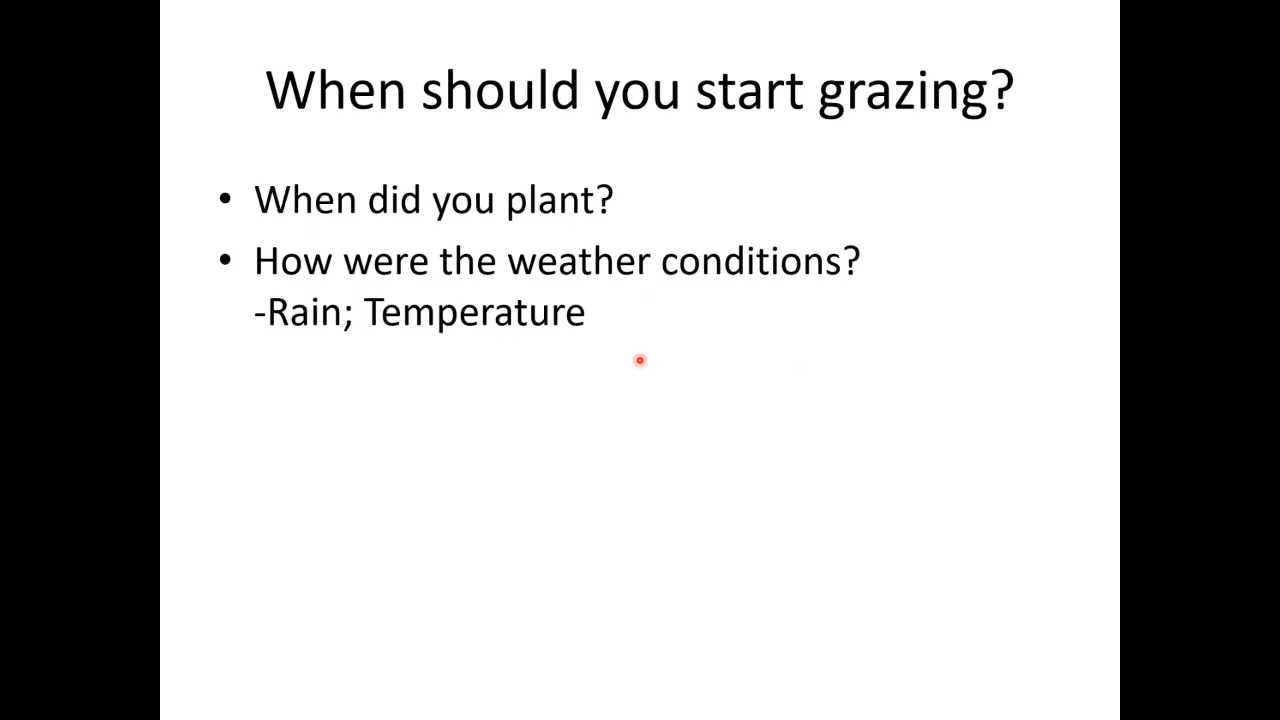 When should you start grazing?
• When did you plant?
• How were the weather conditions?
-Rain; Temperature